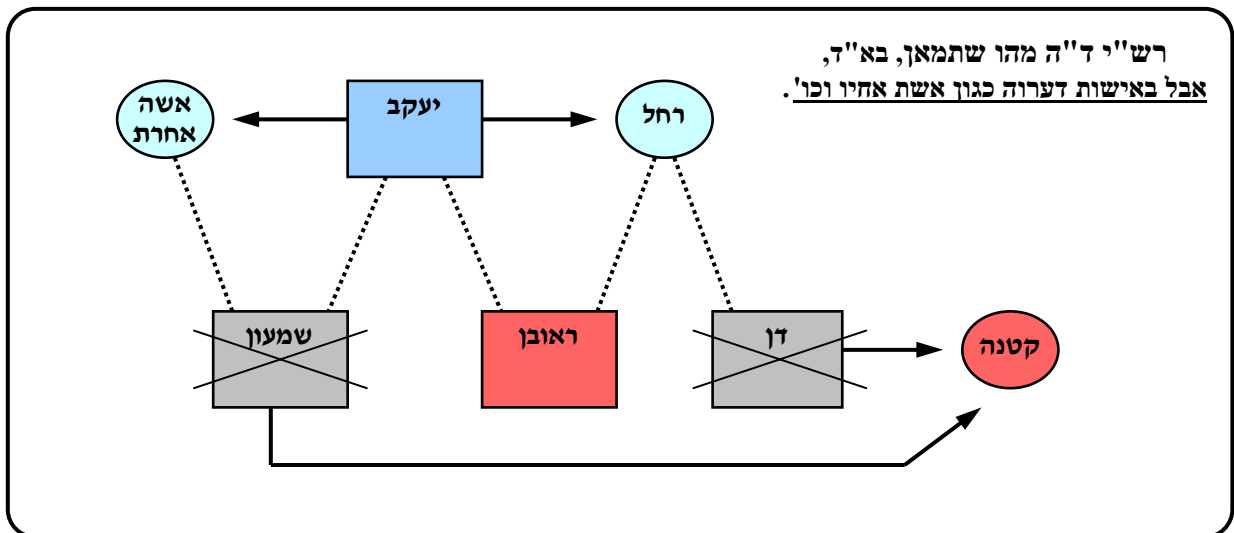 רש"י ד"ה מהו שתמאן, בא"ד,
אבל באישות דערוה כגון אשת אחיו וכו'.
רחל
יעקב
אשה
אחרת
קטנה
דן
ראובן
שמעון